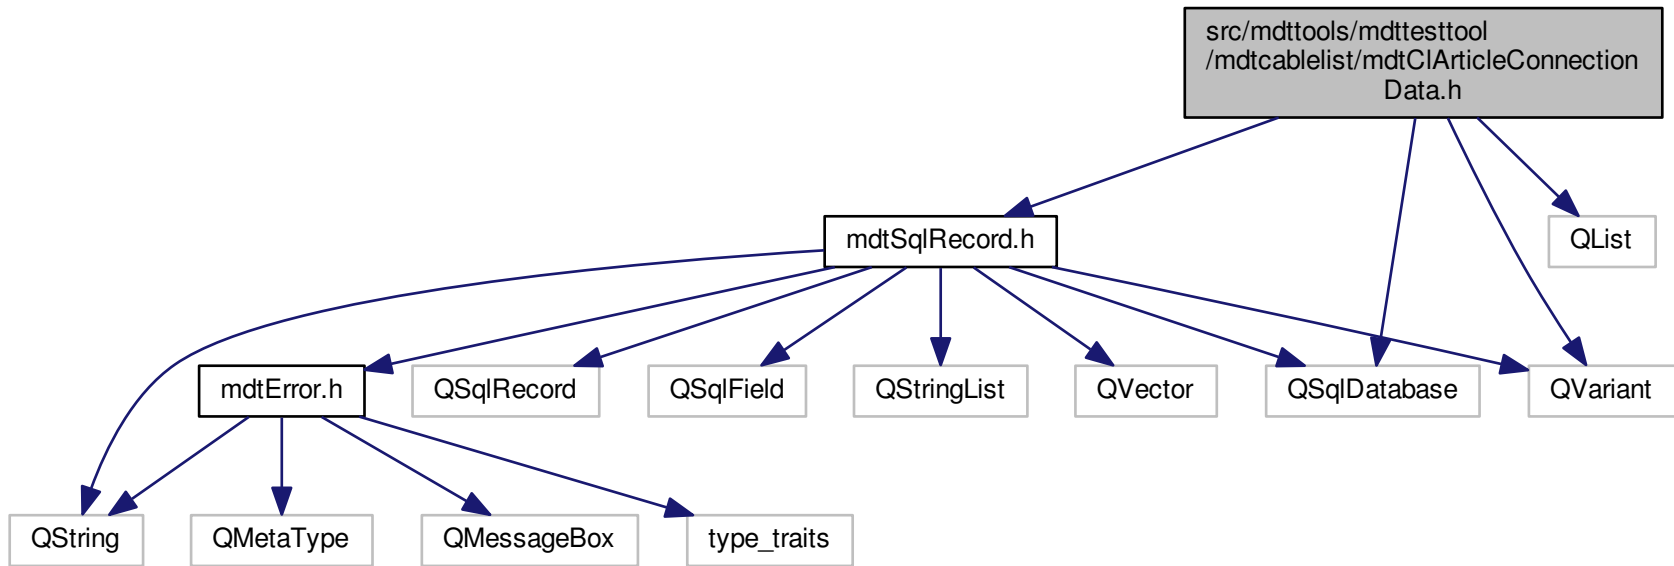 src/mdttools/mdttesttool
/mdtcablelist/mdtClArticleConnection
Data.h
mdtSqlRecord.h
QList
mdtError.h
QSqlRecord
QSqlField
QStringList
QVector
QSqlDatabase
QVariant
QString
QMetaType
QMessageBox
type_traits